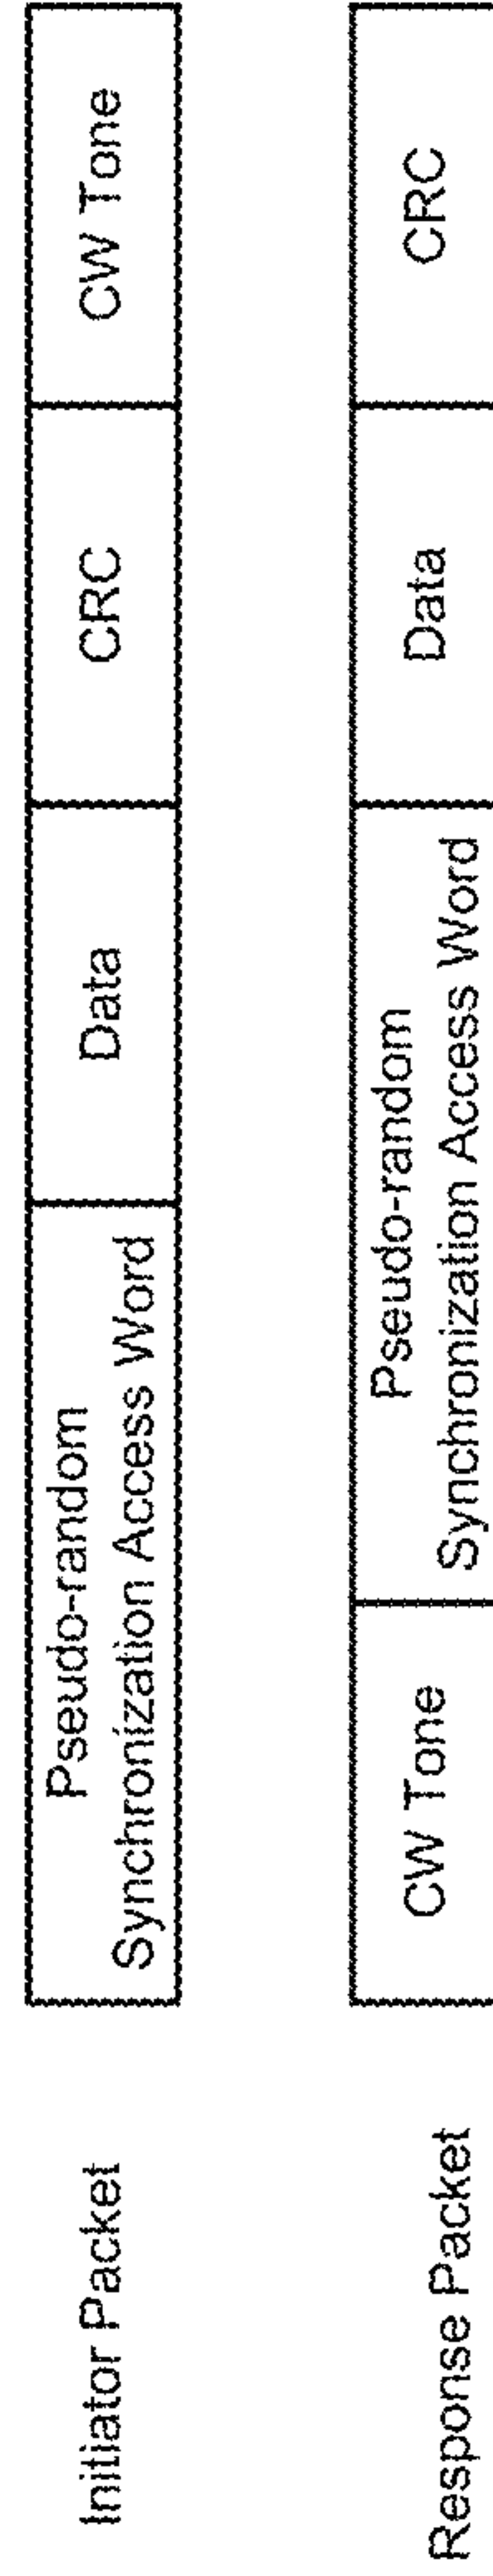 Initiator Packet
Pseudo-random
Synchronization Access Word
Data
CRC
CW Tone
Response Packet
CW Tone
Pseudo-random
Synchronization Access Word
Data
CRC